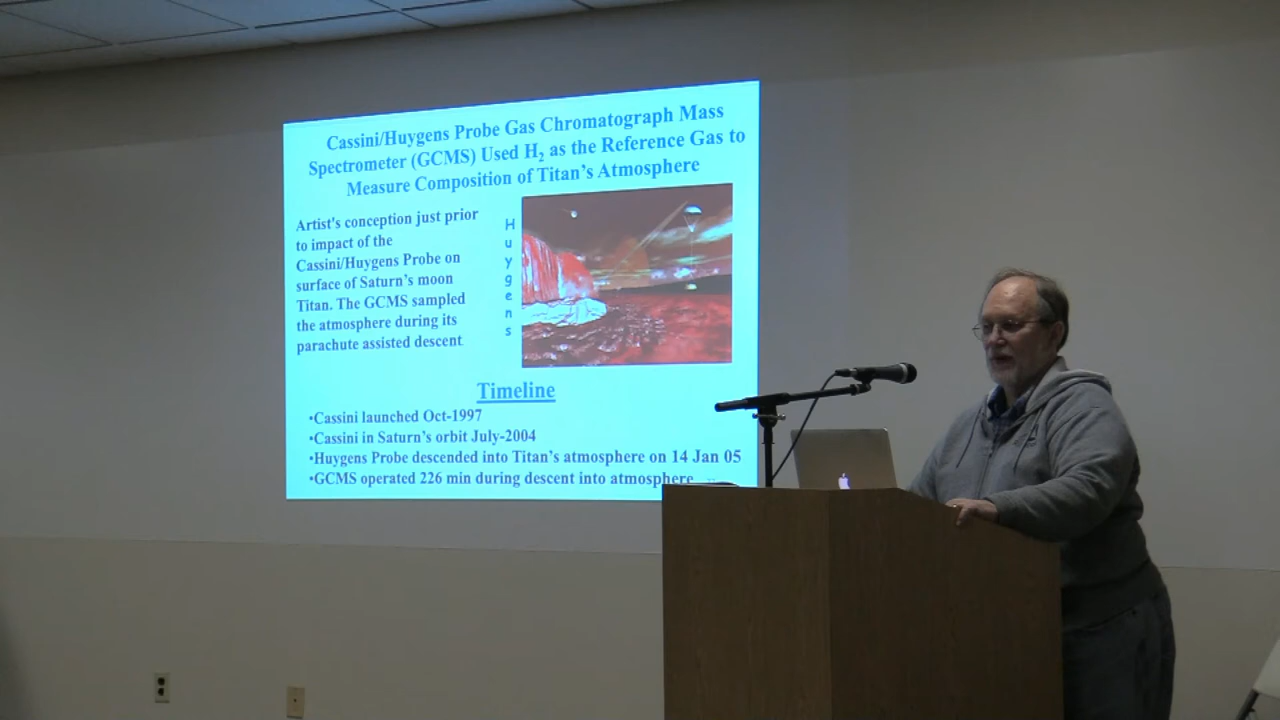 Cassini/Huygens Probe Gas Chromatograph Mass
Spectrometer (GCMS) Used H₂ as the Reference Gas to
Measure Composition of Titan's Atmosphere
Artist's conception just prior
to impact of the
Cassini/Huygens Probe on
surface of Saturn's moon
Titan. The GCMS sampled
the atmosphere during its
parachute assisted descent
H
u
y
g
e
n
s
Timeline
•Cassini launched Oct-1997
•Cassini in Saturn's orbit July-2004
•Huygens Probe descended into Titan's atmosphere on 14 Jan 05
•GCMS operated 226 min during descent into atmosphere